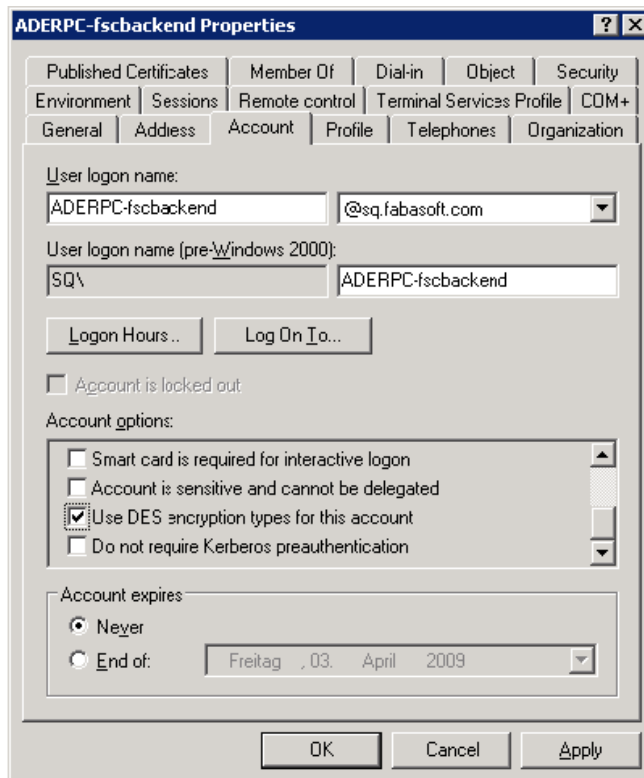 ADERPC-fscbackend Properties
Published Certificates Member Of Dial-in Object Security
Environment Sessions Remote control Terminal Services Profile COM+
General Address Account Profile Telephones Organization
User logon name:
ADERPC-fscbackend @sq.fabasoft.com
User logon name (pre-Windows 2000):
SQ\ ADERPC-fscbackend
Logon Hours... Log On To...
Account is locked out
Account options:
Smart card is required for interactive logon
Account is sensitive and cannot be delegated
Use DES encryption types for this account
Do not require Kerberos preauthentication
Account expires
Never
End of: Freitag , 03. April 2009
OK Cancel Apply